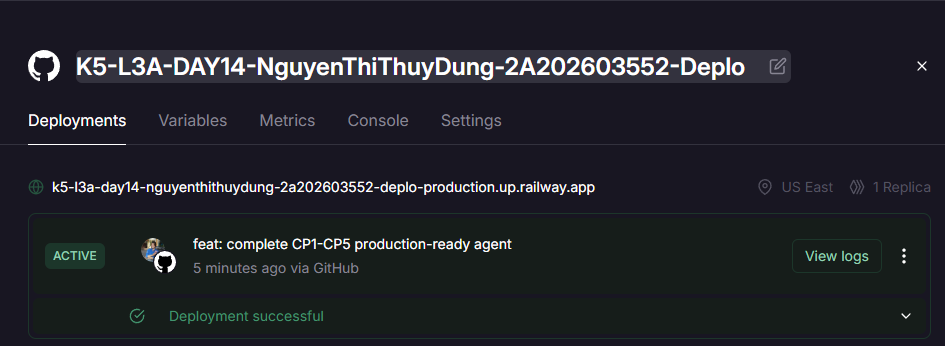 K5-L3A-DAY14-NguyenThiThuyDung-2A202603552-Deplo
Deployments Variables Metrics Console Settings
k5-l3a-day14-nguyenthithuydung-2a202603552-deplo-production.up.railway.app US East 1 Replica
ACTIVE feat: complete CP1-CP5 production-ready agent View logs
5 minutes ago via GitHub
Deployment successful